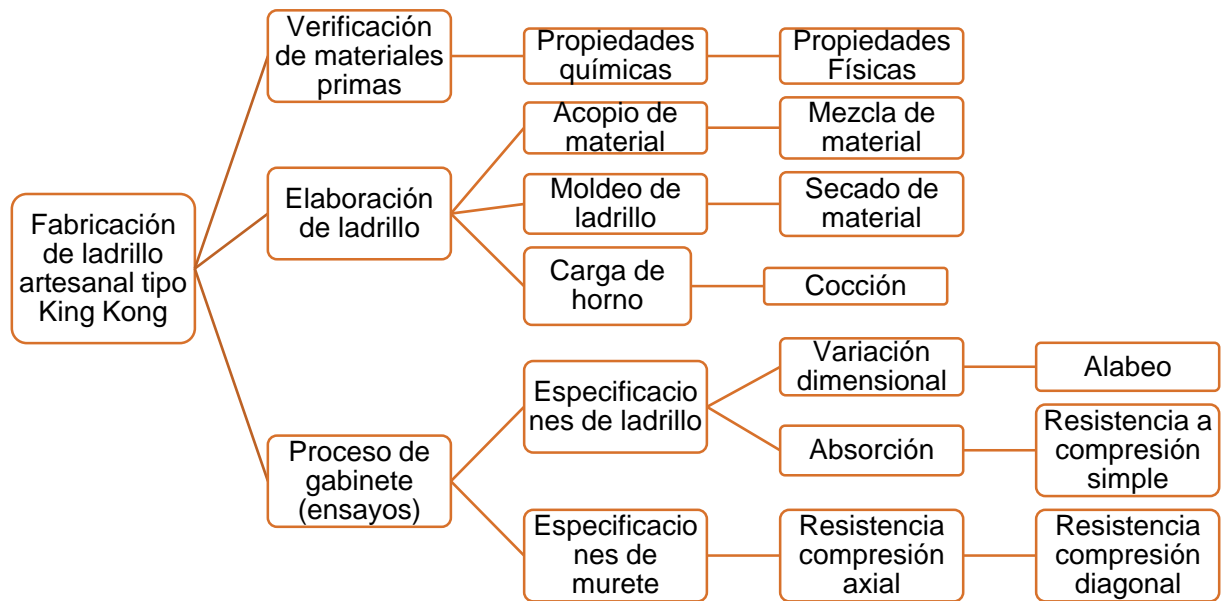 Verificación
de materiales
primas
Propiedades
químicas
Propiedades
Físicas
Acopio de
material
Mezcla de
material
Elaboración
de ladrillo
Moldeo de
ladrillo
Secado de
material
Fabricación
de ladrillo
artesanal tipo
King Kong
Carga de
horno
Cocción
Variación
dimensional
Alabeo
Especificacio
nes de ladrillo
Absorción
Resistencia a
compresión
simple
Proceso de
gabinete
(ensayos)
Especificacio
nes de
murete
Resistencia
compresión
axial
Resistencia
compresión
diagonal